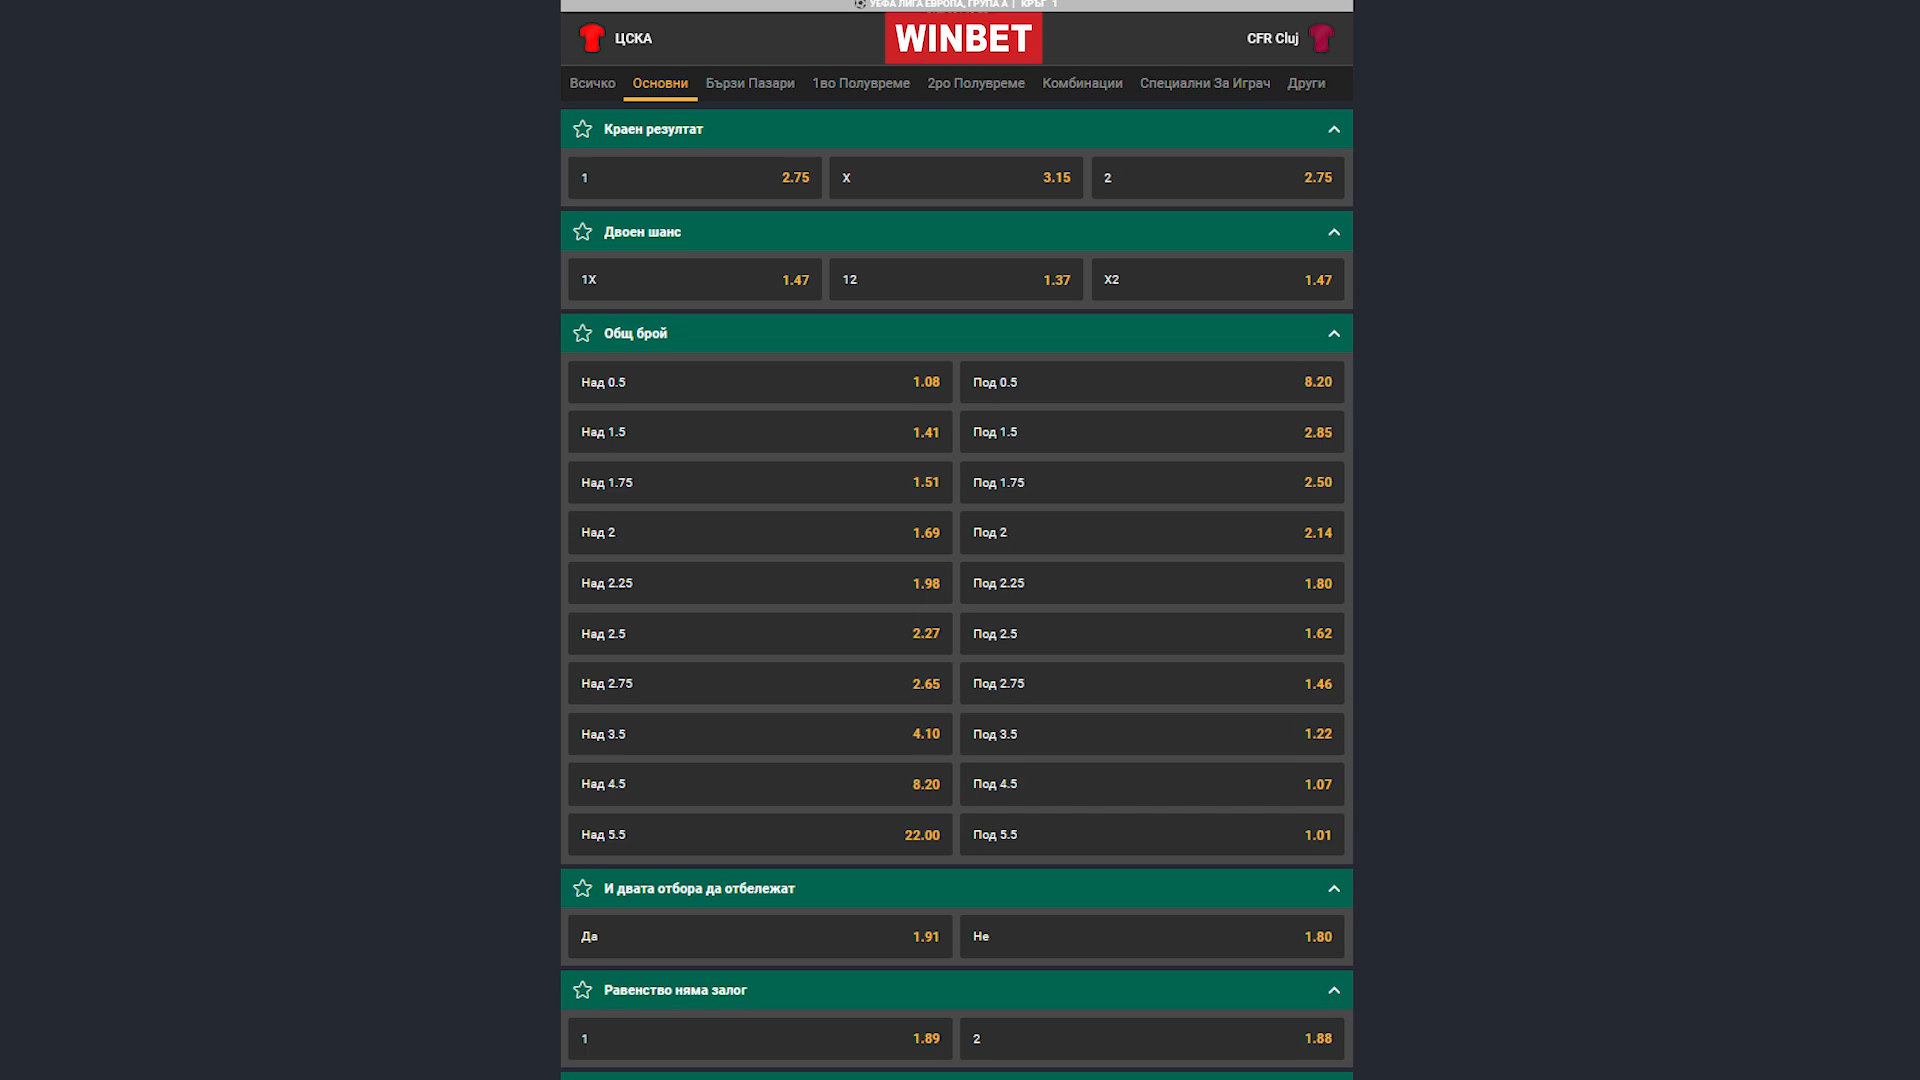 УЕФА ЛИГА ЕВРОПА, ГРУПА А | КРЪГ 1
ЦСКА WINBET CFR Cluj
Всичко Основни Бързи Пазари 1во Полувреме 2ро Полувреме Комбинации Специални За Играч Други
Краен резултат
1 2.75 X 3.15 2 2.75
Двоен шанс
1X 1.47 12 1.37 X2 1.47
Общ брой
Над 0.5 1.08 Под 0.5 8.20
Над 1.5 1.41 Под 1.5 2.85
Над 1.75 1.51 Под 1.75 2.50
Над 2 1.69 Под 2 2.14
Над 2.25 1.98 Под 2.25 1.80
Над 2.5 2.27 Под 2.5 1.62
Над 2.75 2.65 Под 2.75 1.46
Над 3.5 4.10 Под 3.5 1.22
Над 4.5 8.20 Под 4.5 1.07
Над 5.5 22.00 Под 5.5 1.01
И двата отбора да отбележат
Да 1.91 Не 1.80
Равенство няма залог
1 1.89 2 1.88